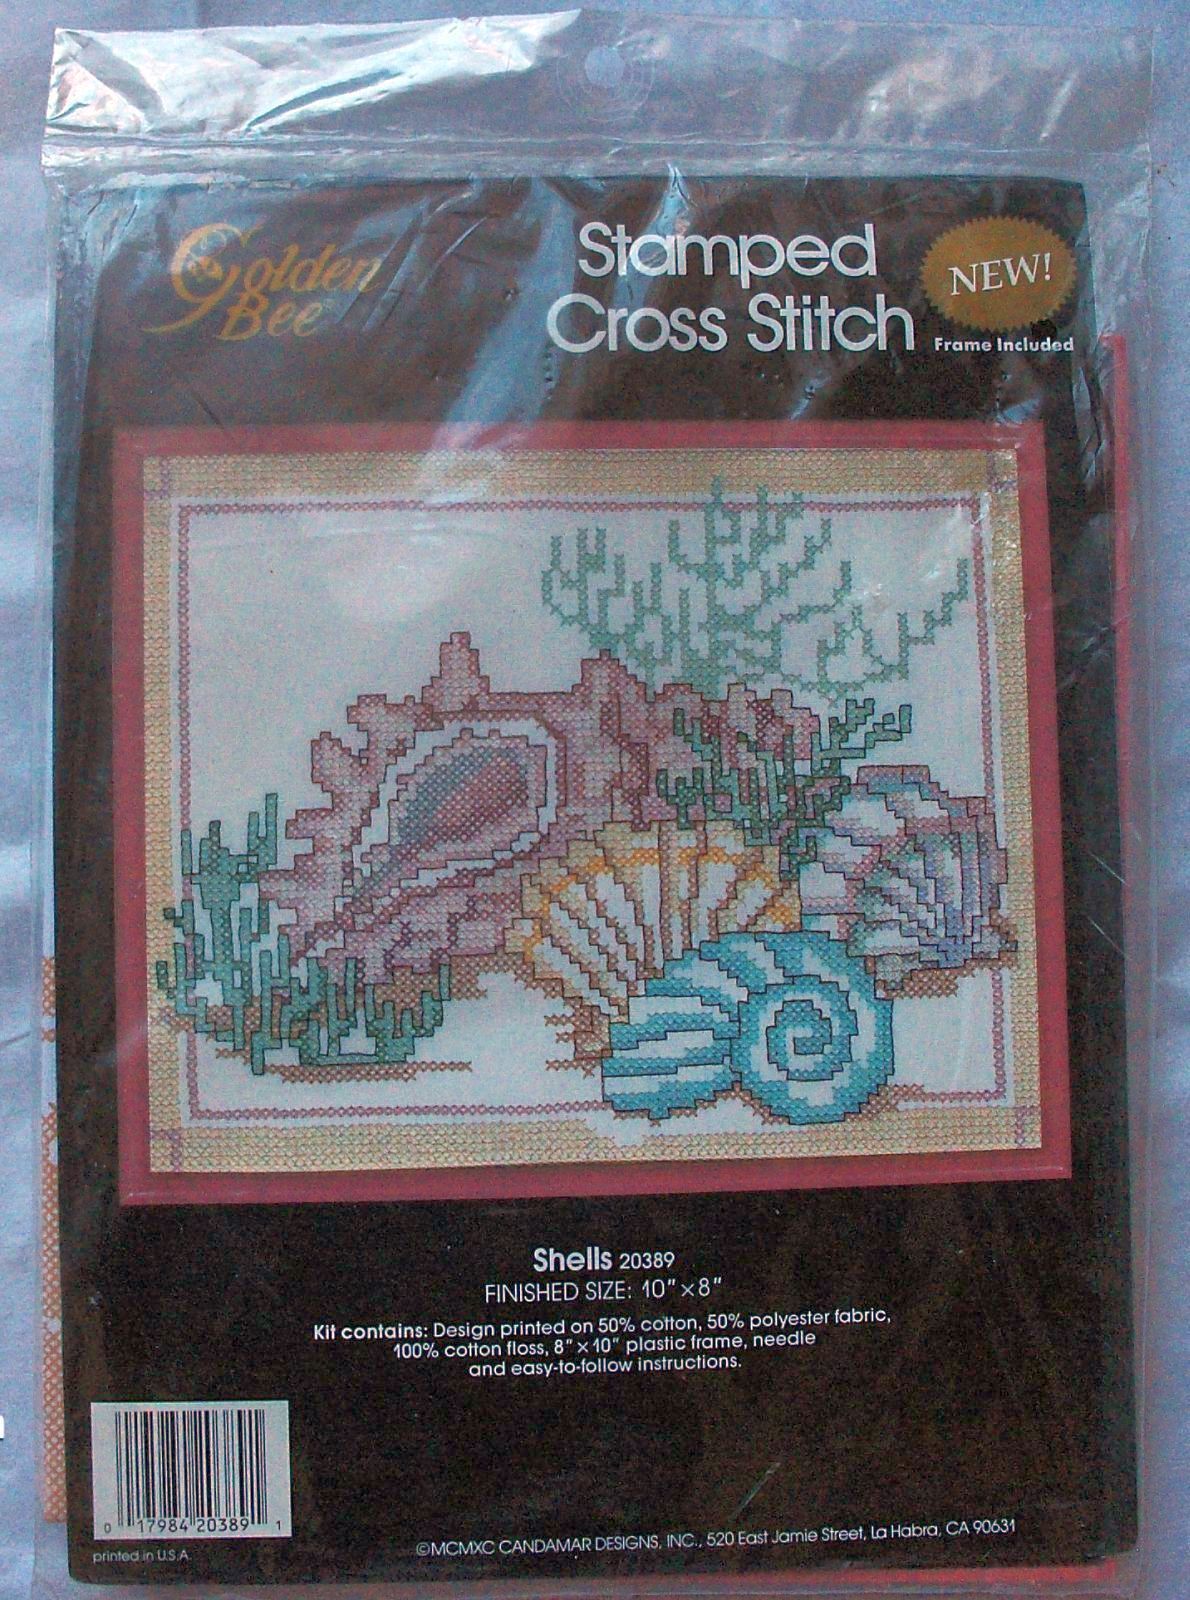 Golden
Bee
Stamped
Cross Stitch
NEW!
Frame Included
Shells 20389
FINISHED SIZE: 10" × 8"
Kit contains: Design printed on 50% cotton, 50% polyester fabric,
100% cotton floss, 8" × 10" plastic frame, needle
and easy-to-follow instructions.
0 17984 20389 1
printed in U.S.A.
©MCMXC CANDAMAR DESIGNS, INC., 520 East Jamie Street, La Habra, CA 90631